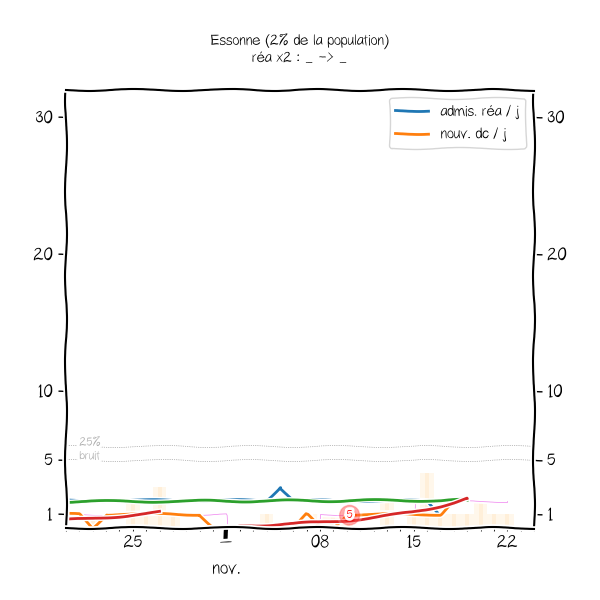 Essonne (2% de la population)
réa x2 : _ -> _
admis. réa / j
nouv. dc / j
30
30
20
20
10
10
25%
bruit
5
5
1
5
1
25
1
08
15
22
nov.